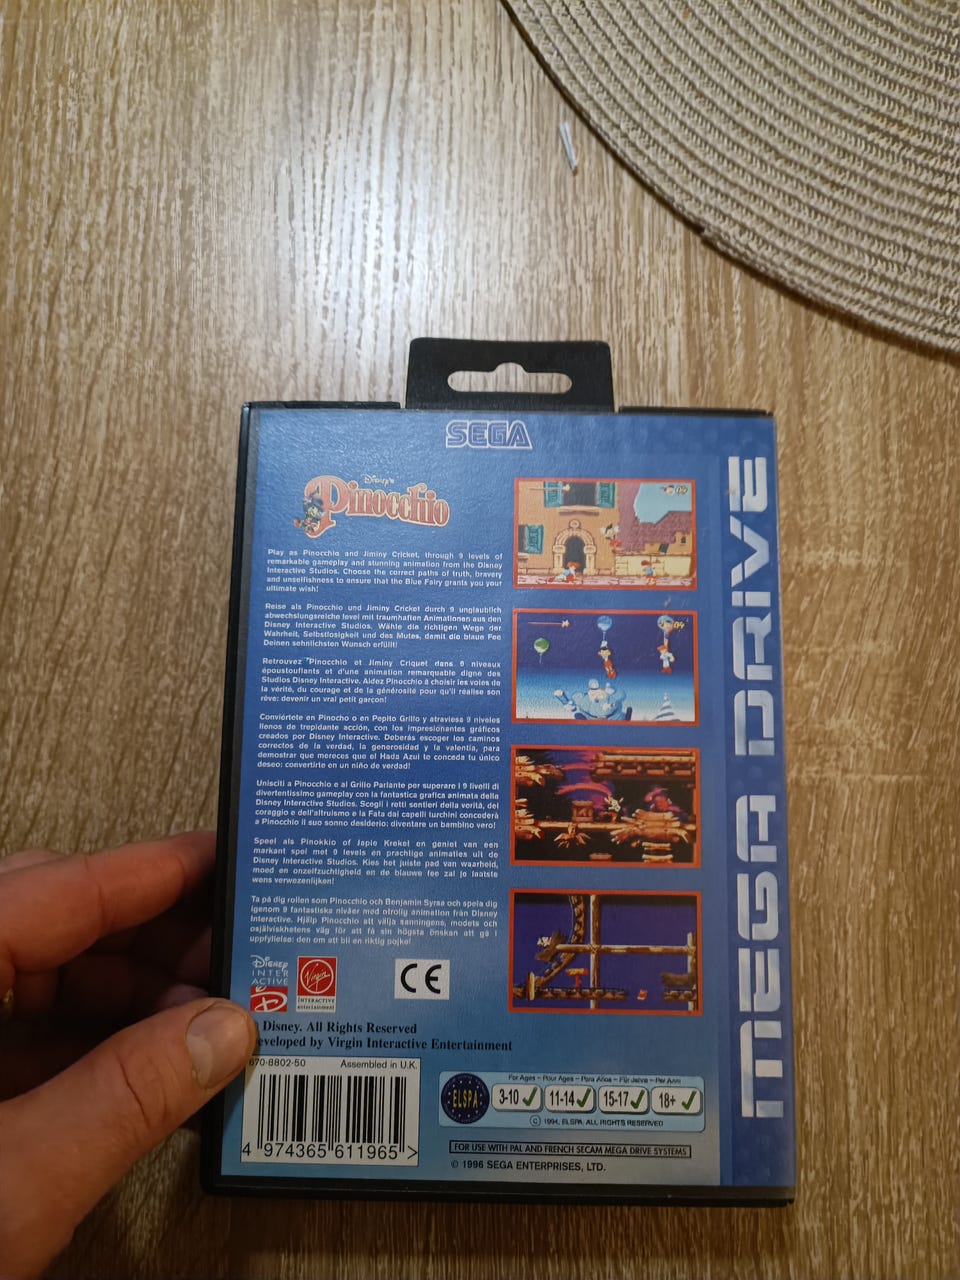 SEGA
Disney's
Pinocchio
Play as Pinocchio and Jiminy Cricket, through 9 levels of
remarkable gameplay and stunning animation from the Disney
Interactive Studios. Choose the correct paths of truth, bravery
and unselfishness to ensure that the Blue Fairy grants you your
ultimate wish!
Reise als Pinocchio und Jiminy Cricket durch 9 unglaublich
abwechslungsreiche level mit traumhaften Animationen aus den
Disney Interactive Studios. Wähle die richtigen Wege der
Wahrheit, Selbstlosigkeit und des Mutes, damit die blaue Fee
Deinen sehnlichsten Wunsch erfüllt!
Retrouvez Pinocchio et Jiminy Criquet dans 9 niveaux
époustouflants et d'une animation remarquable digne des
Studios Disney Interactive. Aidez Pinocchio à choisir les voies de
la vérité, du courage et de la générosité pour qu'il réalise son
rêve: devenir un vrai petit garçon!
Conviértete en Pinocho o en Pepito Grillo y atraviesa 9 niveles
llenos de trepidante acción, con los impresionantes gráficos
creados por Disney Interactive. Deberás escoger los caminos
correctos de la verdad, la generosidad y la valentía, para
demostrar que mereces que el Hada Azul te conceda tu único
deseo: convertirte en un niño de verdad!
Unisciti a Pinocchio e al Grillo Parlante per superare i 9 livelli di
divertentissimo gameplay con la fantastica grafica animata della
Disney Interactive Studios. Scogli i retti sentieri della verità, del
coraggio e dell'altruismo e la Fata dai capelli turchini concederà
a Pinocchio il suo sonno desiderio: diventare un bambino vero!
Speel als Pinokkio of Japie Krekel en geniet van een
markant spel met 9 levels en prachtige animaties uit de
Disney Interactive Studios. Kies het juiste pad van waarheid,
moed en onzelfzuchtigheid en de blauwe fee zal je laatste
wens verwezenlijken!
Ta på dig rollen som Pinocchio och Benjamin Syrsa och spela dig
igenom 9 fantastiska nivåer med otrolig animation från Disney
Interactive. Hjälp Pinocchio att välja sanningens, modets och
osjälviskhetens väg för att få sin högsta önskan att gå i
uppfyllelse: den om att bli en riktig pojke!
Disney
INTER
ACTIVE
Virgin
INTERACTIVE
entertainment
CE
Disney. All Rights Reserved
eveloped by Virgin Interactive Entertainment
670-8802-50 Assembled in U.K.
4 974365 611965 >
ELSPA
For Ages – Pour Ages – Para Años – Für Jahre – Per Anni
3-10 11-14 15-17 18+
© 1994, ELSPA. ALL RIGHTS RESERVED
FOR USE WITH PAL AND FRENCH SECAM MEGA DRIVE SYSTEMS
© 1996 SEGA ENTERPRISES, LTD.
MEGA DRIVE